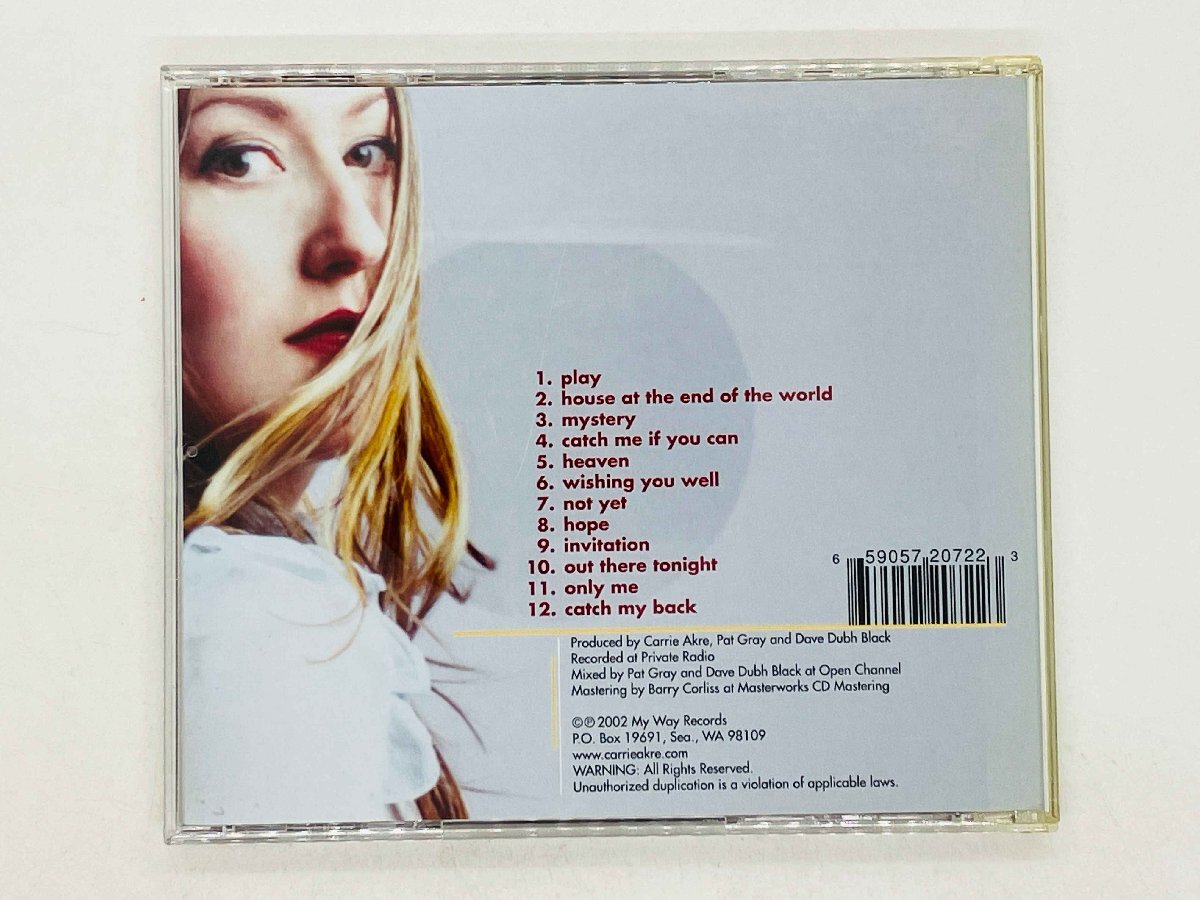 1. play
2. house at the end of the world
3. mystery
4. catch me if you can
5. heaven
6. wishing you well
7. not yet
8. hope
9. invitation
10. out there tonight
11. only me
12. catch my back
6 59057 20722 3
Produced by Carrie Akre, Pat Gray and Dave Dubh Black
Recorded at Private Radio
Mixed by Pat Gray and Dave Dubh Black at Open Channel
Mastering by Barry Corliss at Masterworks CD Mastering
©℗2002 My Way Records
P.O. Box 19691, Sea., WA 98109
www.carrieakre.com
WARNING: All Rights Reserved.
Unauthorized duplication is a violation of applicable laws.